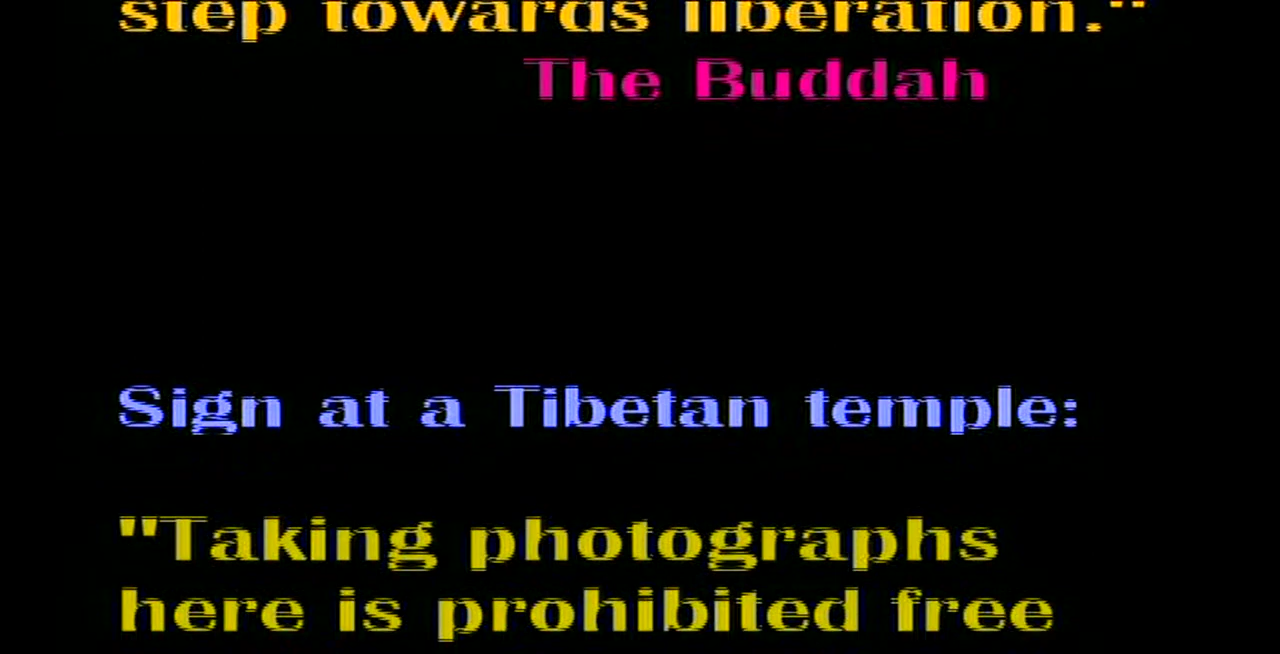 step towards liberation."
The Buddah
Sign at a Tibetan temple:
"Taking photographs
here is prohibited free